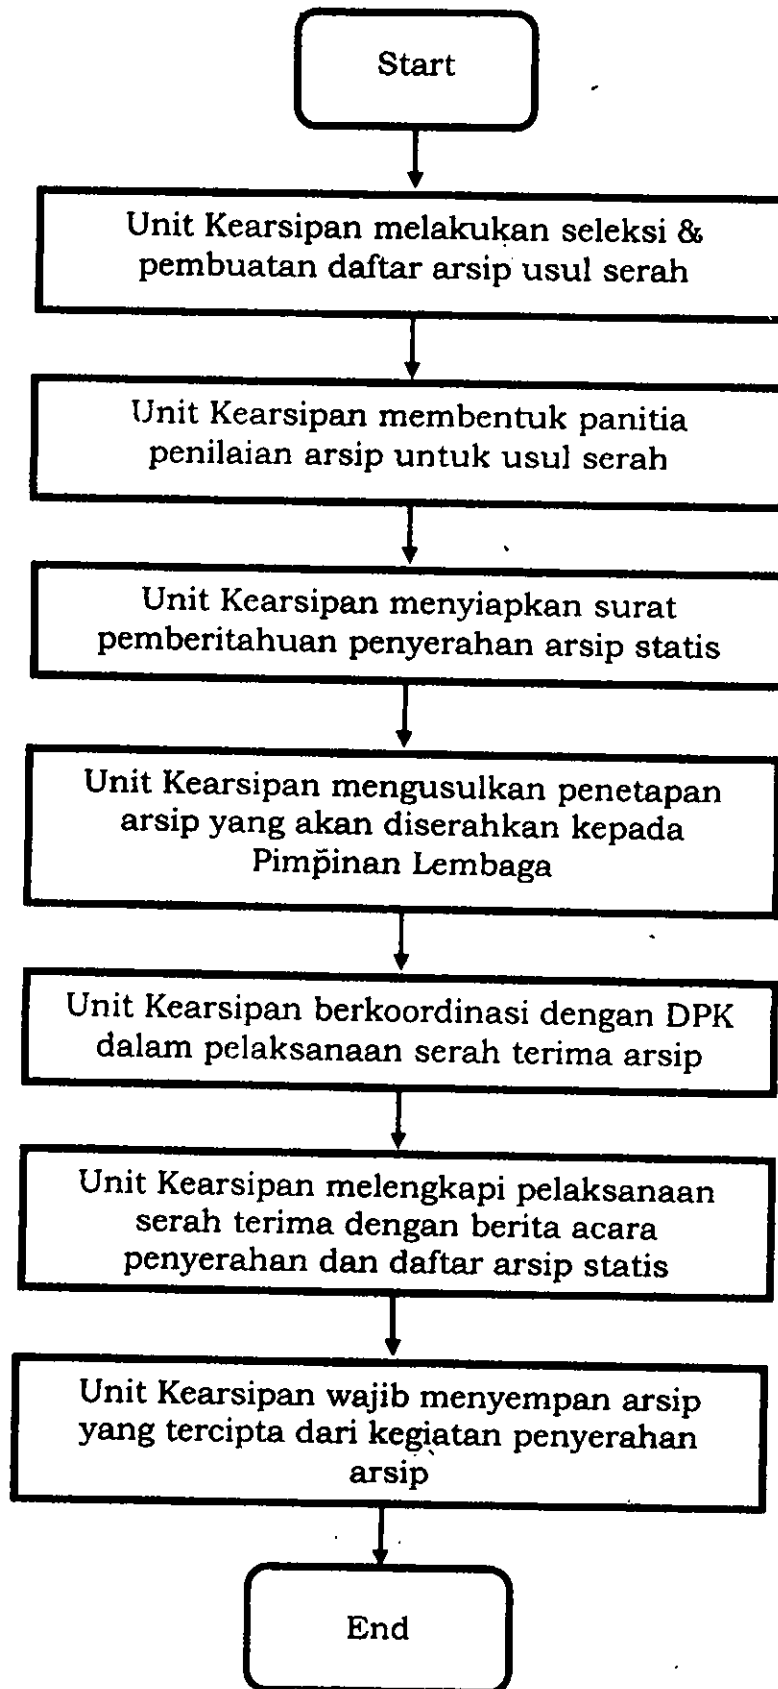 Start
Unit Kearsipan melakukan seleksi &
pembuatan daftar arsip usul serah
Unit Kearsipan membentuk panitia
penilaian arsip untuk usul serah
Unit Kearsipan menyiapkan surat
pemberitahuan penyerahan arsip statis
Unit Kearsipan mengusulkan penetapan
arsip yang akan diserahkan kepada
Pimpinan Lembaga
Unit Kearsipan berkoordinasi dengan DPK
dalam pelaksanaan serah terima arsip
Unit Kearsipan melengkapi pelaksanaan
serah terima dengan berita acara
penyerahan dan daftar arsip statis
Unit Kearsipan wajib menyempan arsip
yang tercipta dari kegiatan penyerahan
arsip
End